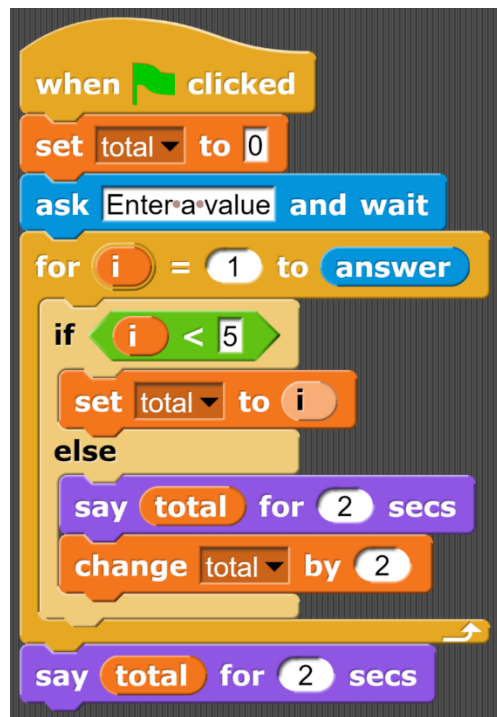 when clicked
set total to 0
ask Enter a value and wait
for i = 1 to answer
if i < 5
set total to i
else
say total for 2 secs
change total by 2
say total for 2 secs